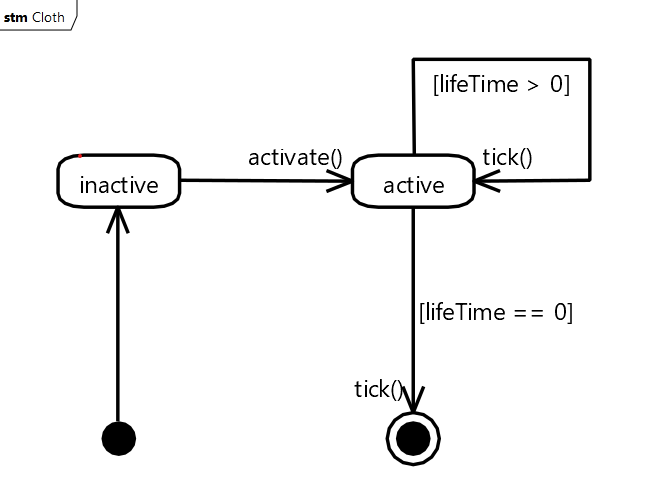 stm Cloth
[lifeTime > 0]
activate()
tick()
inactive
active
[lifeTime == 0]
tick()